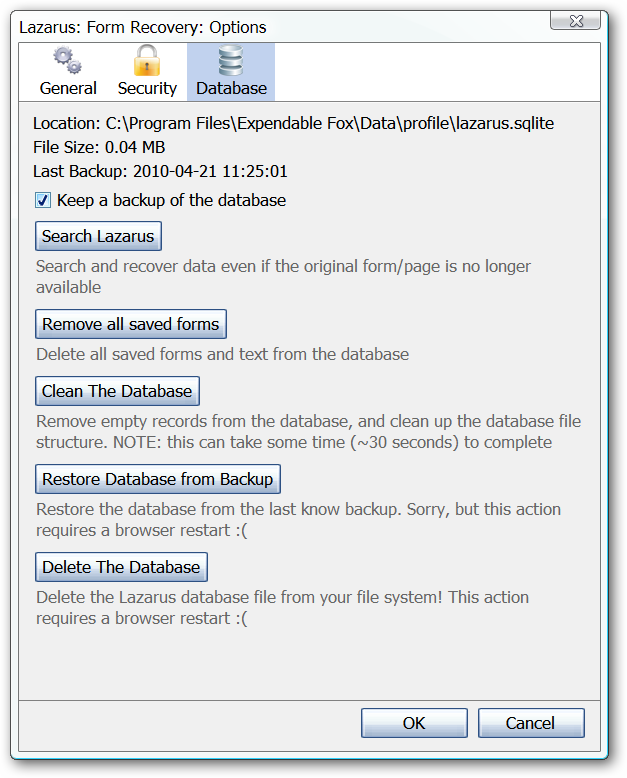 Lazarus: Form Recovery: Options
General Security Database
Location: C:\Program Files\Expendable Fox\Data\profile\lazarus.sqlite
File Size: 0.04 MB
Last Backup: 2010-04-21 11:25:01
Keep a backup of the database
Search Lazarus
Search and recover data even if the original form/page is no longer
available
Remove all saved forms
Delete all saved forms and text from the database
Clean The Database
Remove empty records from the database, and clean up the database file
structure. NOTE: this can take some time (~30 seconds) to complete
Restore Database from Backup
Restore the database from the last know backup. Sorry, but this action
requires a browser restart :(
Delete The Database
Delete the Lazarus database file from your file system! This action
requires a browser restart :(
OK Cancel